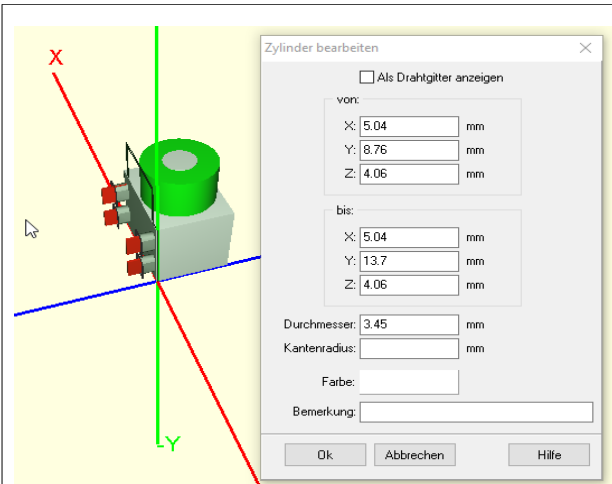 X
-Y
Zylinder bearbeiten
Als Drahtgitter anzeigen
von:
X: 5.04 mm
Y: 8.76 mm
Z: 4.06 mm
bis:
X: 5.04 mm
Y: 13.7 mm
Z: 4.06 mm
Durchmesser: 3.45 mm
Kantenradius: mm
Farbe:
Bemerkung:
Ok Abbrechen Hilfe